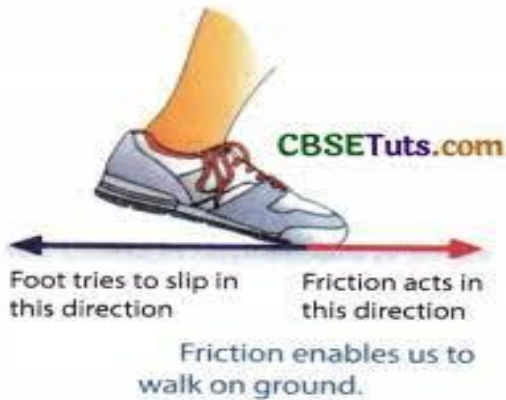 CBSETuts.com
Foot tries to slip in
this direction
Friction acts in
this direction
Friction enables us to
walk on ground.